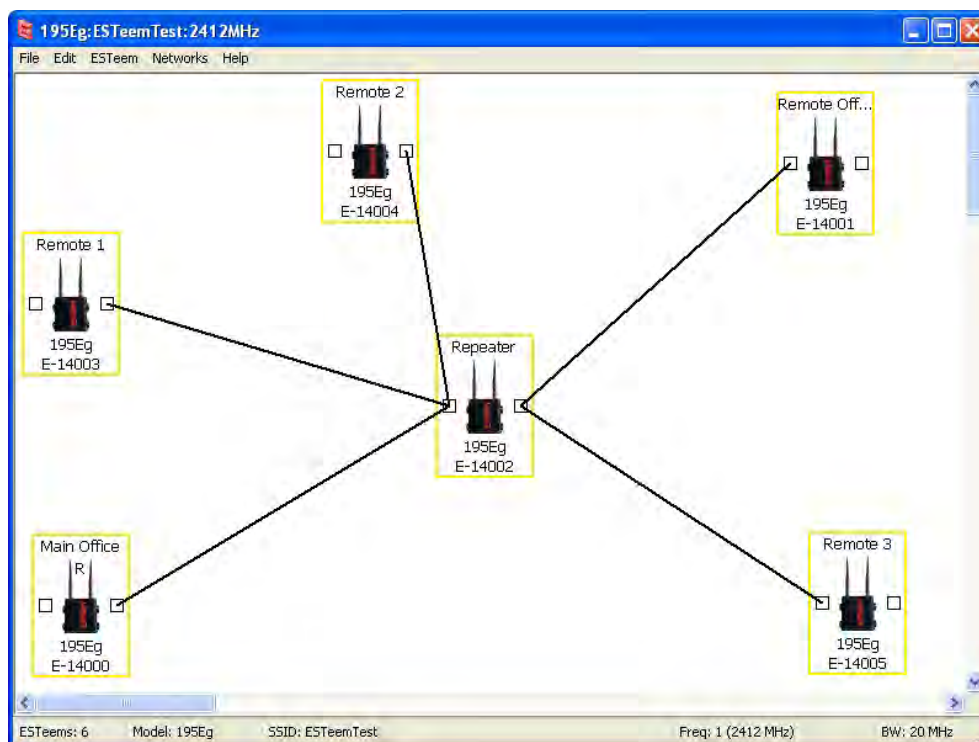 195Eg:ESTeemTest:2412MHz
File Edit ESTeem Networks Help
Remote 2
195Eg
E-14004
Remote Off...
195Eg
E-14001
Remote 1
195Eg
E-14003
Repeater
195Eg
E-14002
Main Office
R
195Eg
E-14000
Remote 3
195Eg
E-14005
ESTeems: 6 Model: 195Eg SSID: ESTeemTest Freq: 1 (2412 MHz) BW: 20 MHz